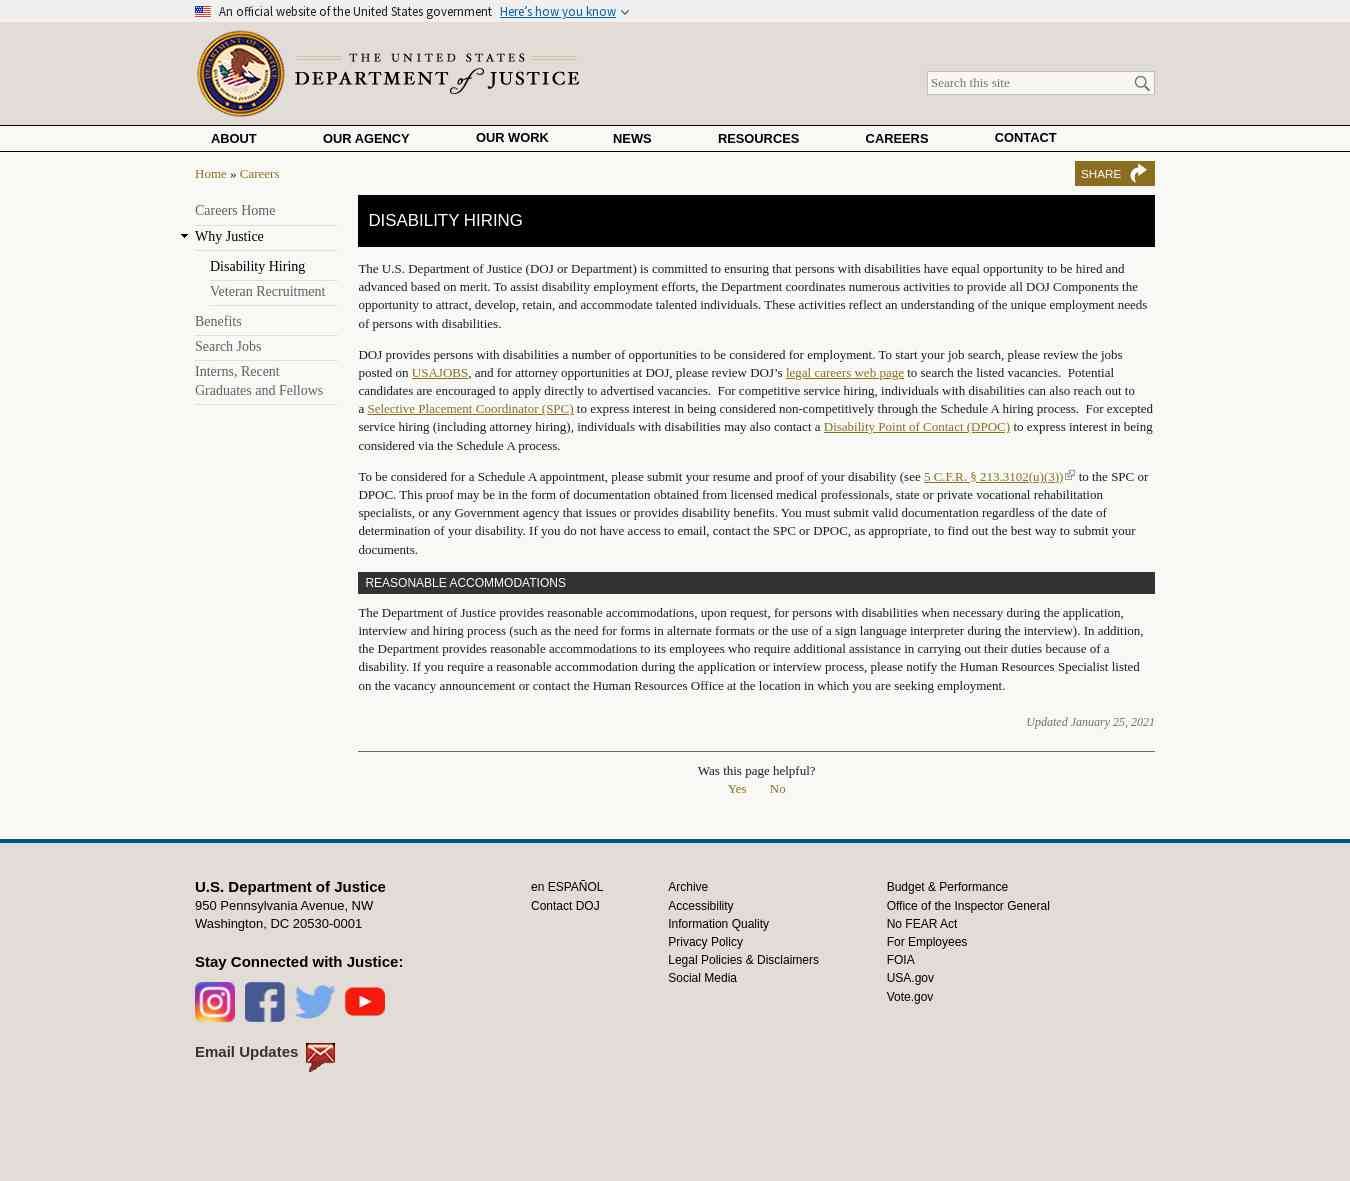 An official website of the United States government Here's how you know
THE UNITED STATES
DEPARTMENT of JUSTICE
Search this site
ABOUT OUR AGENCY OUR WORK NEWS RESOURCES CAREERS CONTACT
Home » Careers
SHARE
Careers Home
Why Justice
Disability Hiring
Veteran Recruitment
Benefits
Search Jobs
Interns, Recent
Graduates and Fellows
DISABILITY HIRING
The U.S. Department of Justice (DOJ or Department) is committed to ensuring that persons with disabilities have equal opportunity to be hired and
advanced based on merit. To assist disability employment efforts, the Department coordinates numerous activities to provide all DOJ Components the
opportunity to attract, develop, retain, and accommodate talented individuals. These activities reflect an understanding of the unique employment needs
of persons with disabilities.
DOJ provides persons with disabilities a number of opportunities to be considered for employment. To start your job search, please review the jobs
posted on USAJOBS, and for attorney opportunities at DOJ, please review DOJ's legal careers web page to search the listed vacancies. Potential
candidates are encouraged to apply directly to advertised vacancies. For competitive service hiring, individuals with disabilities can also reach out to
a Selective Placement Coordinator (SPC) to express interest in being considered non-competitively through the Schedule A hiring process. For excepted
service hiring (including attorney hiring), individuals with disabilities may also contact a Disability Point of Contact (DPOC) to express interest in being
considered via the Schedule A process.
To be considered for a Schedule A appointment, please submit your resume and proof of your disability (see 5 C.F.R. § 213.3102(u)(3)) to the SPC or
DPOC. This proof may be in the form of documentation obtained from licensed medical professionals, state or private vocational rehabilitation
specialists, or any Government agency that issues or provides disability benefits. You must submit valid documentation regardless of the date of
determination of your disability. If you do not have access to email, contact the SPC or DPOC, as appropriate, to find out the best way to submit your
documents.
REASONABLE ACCOMMODATIONS
The Department of Justice provides reasonable accommodations, upon request, for persons with disabilities when necessary during the application,
interview and hiring process (such as the need for forms in alternate formats or the use of a sign language interpreter during the interview). In addition,
the Department provides reasonable accommodations to its employees who require additional assistance in carrying out their duties because of a
disability. If you require a reasonable accommodation during the application or interview process, please notify the Human Resources Specialist listed
on the vacancy announcement or contact the Human Resources Office at the location in which you are seeking employment.
Updated January 25, 2021
Was this page helpful?
Yes No
U.S. Department of Justice
950 Pennsylvania Avenue, NW
Washington, DC 20530-0001
Stay Connected with Justice:
Email Updates
en ESPAÑOL
Contact DOJ
Archive
Accessibility
Information Quality
Privacy Policy
Legal Policies & Disclaimers
Social Media
Budget & Performance
Office of the Inspector General
No FEAR Act
For Employees
FOIA
USA.gov
Vote.gov